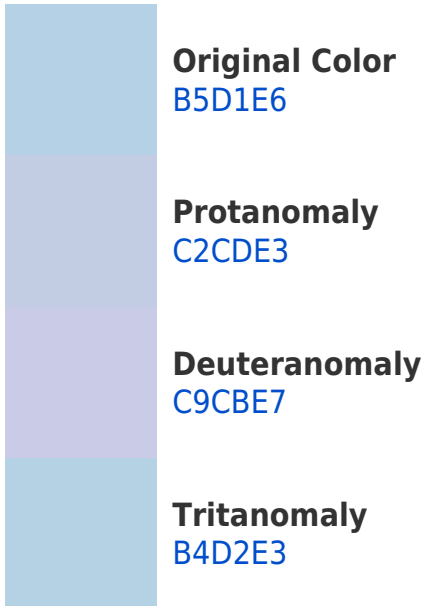 Original Color
B5D1E6
Protanomaly
C2CDE3
Deuteranomaly
C9CBE7
Tritanomaly
B4D2E3